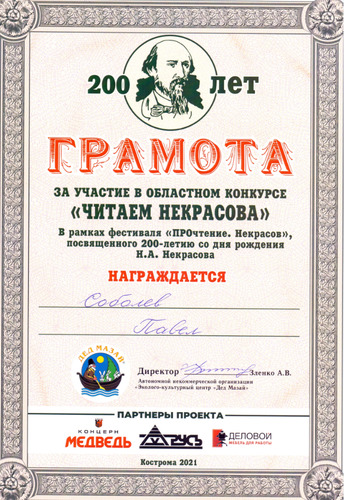 200 ЛЕТ
ГРАМОТА
ЗА УЧАСТИЕ В ОБЛАСТНОМ КОНКУРСЕ
«ЧИТАЕМ НЕКРАСОВА»
В рамках фестиваля «ПРОчтение. Некрасов»,
посвященного 200-летию со дня рождения
Н.А. Некрасова
НАГРАЖДАЕТСЯ
Соболев
Павел
ДЕД МАЗАЙ
Директор Зленко А.В.
Автономной некоммерческой организации
«Эколого-культурный центр «Дед Мазай»
ПАРТНЕРЫ ПРОЕКТА
КОНЦЕРН
МЕДВЕДЬ
РУСЪ
ДЕЛОВОЙ
МЕБЕЛЬ ДЛЯ РАБОТЫ
Кострома 2021